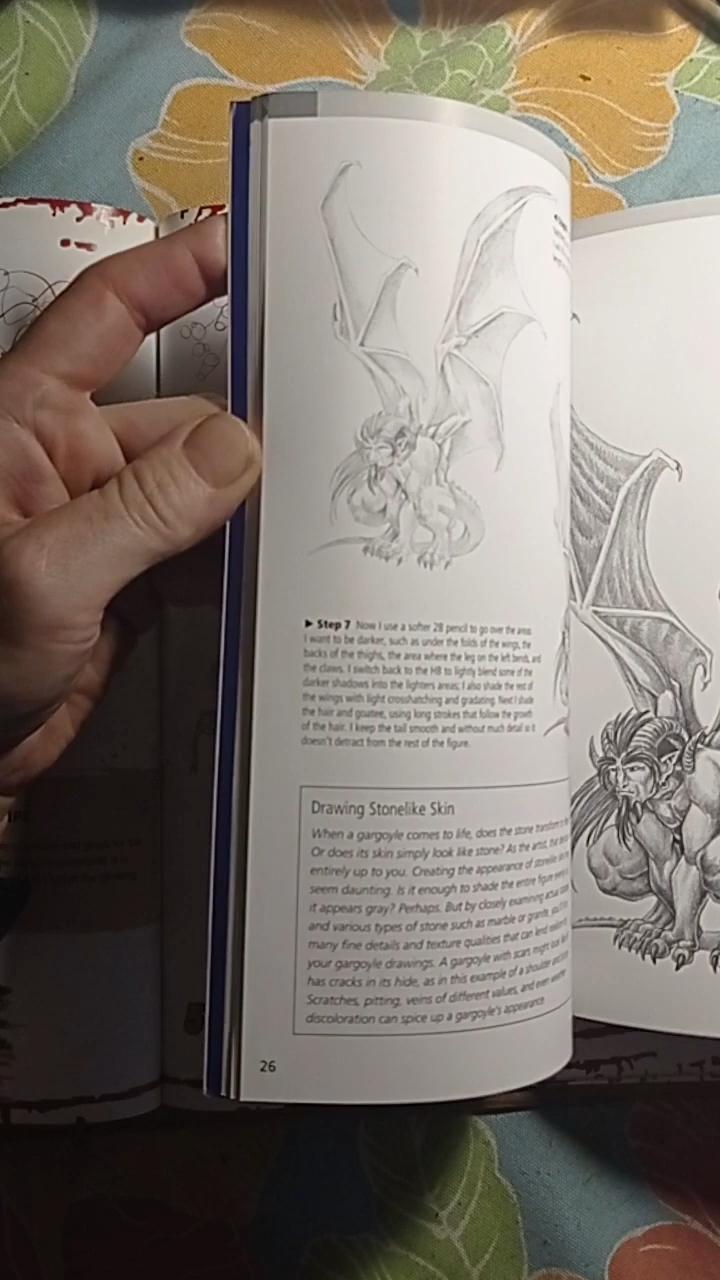 ▶ Step 7 Now I use a softer 2B pencil to go over the areas
I want to be darker, such as under the folds of the wings, the
backs of the thighs, the area where the leg on the left bends, and
the claws. I switch back to the HB to lightly blend some of the
darker shadows into the lighters areas; I also shade the rest of
the wings with light crosshatching and gradating. Next I shade
the hair and goatee, using long strokes that follow the growth
of the hair. I keep the tail smooth and without much detail so it
doesn't detract from the rest of the figure.
Drawing Stonelike Skin
When a gargoyle comes to life, does the stone transform
Or does its skin simply look like stone? As the artist, that
entirely up to you. Creating the appearance of stonelike
seem daunting. Is it enough to shade the entire figure
it appears gray? Perhaps. But by closely examining actual
and various types of stone such as marble or granite,
many fine details and texture qualities that can lend
your gargoyle drawings. A gargoyle with scars might look
has cracks in its hide, as in this example of a shoulder and
Scratches, pitting, veins of different values, and even
discoloration can spice up a gargoyle's appearance.
26